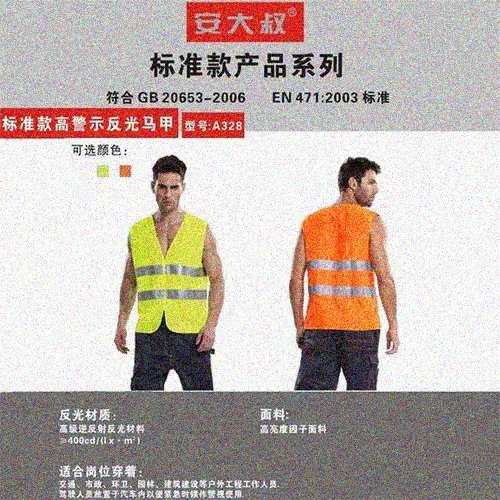 安大叔®
标准款产品系列
符合 GB 20653-2006 EN 471:2003 标准
标准款高警示反光马甲 型号:A328
可选颜色:
反光材质: 面料:
高级逆反射反光材料 高亮度因子面料
≥400cd/(lx·m²)
适合岗位穿着:
交通、市政、环卫、园林、建筑建设等户外工程工作人员.
驾驶人员放置于汽车内以便紧急时候作警视使用.